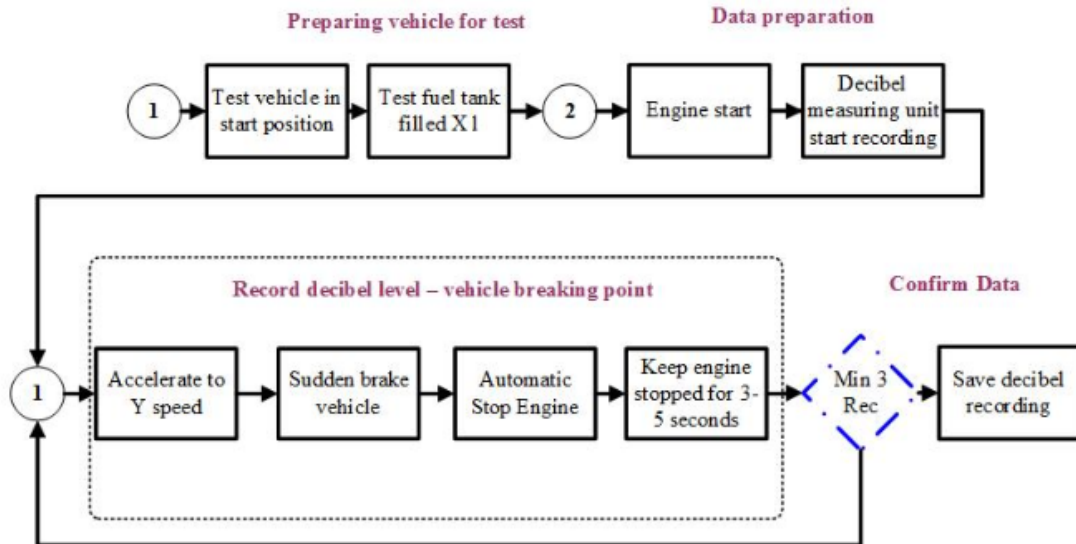 Preparing vehicle for test
Data preparation
1
Test vehicle in
start position
Test fuel tank
filled X1
2
Engine start
Decibel
measuring unit
start recording
Record decibel level – vehicle breaking point
Confirm Data
1
Accelerate to
Y speed
Sudden brake
vehicle
Automatic
Stop Engine
Keep engine
stopped for 3-
5 seconds
Min 3
Rec
Save decibel
recording